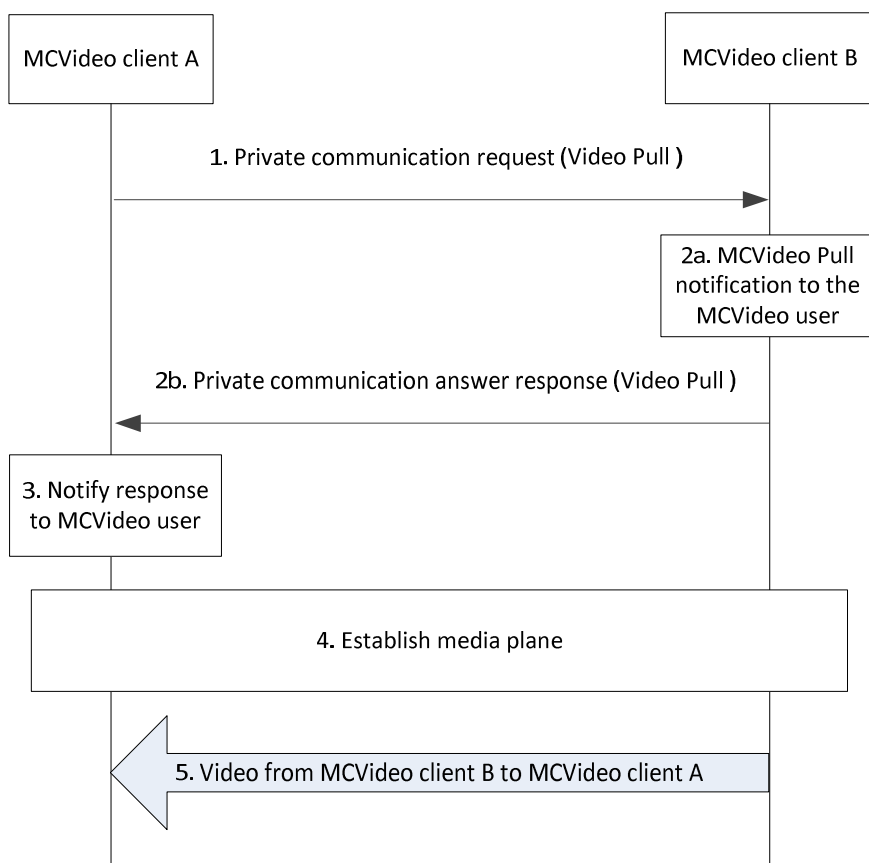 MCVideo client A
MCVideo client B
1. Private communication request (Video Pull )
2a. MCVideo Pull
notification to the
MCVideo user
2b. Private communication answer response (Video Pull )
3. Notify response
to MCVideo user
4. Establish media plane
5. Video from MCVideo client B to MCVideo client A